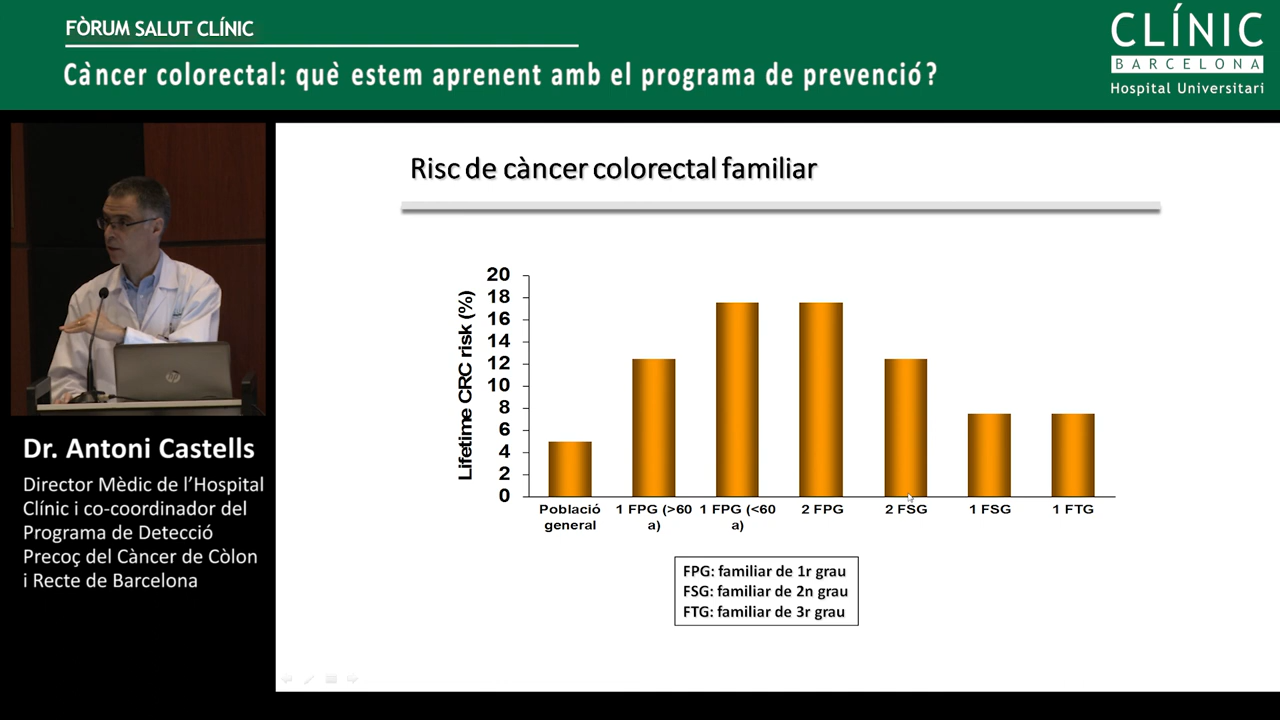 FÒRUM SALUT CLÍNIC
Càncer colorectal: què estem aprenent amb el programa de prevenció?
CLÍNIC
BARCELONA
Hospital Universitari
Dr. Antoni Castells
Director Mèdic de l’Hospital
Clínic i co-coordinador del
Programa de Detecció
Precoç del Càncer de Còlon
i Recte de Barcelona
Risc de càncer colorectal familiar
Lifetime CRC risk (%)
20
18
16
14
12
10
8
6
4
2
0
Població general
1 FPG (>60 a)
1 FPG (<60 a)
2 FPG
2 FSG
1 FSG
1 FTG
FPG: familiar de 1r grau
FSG: familiar de 2n grau
FTG: familiar de 3r grau
hp